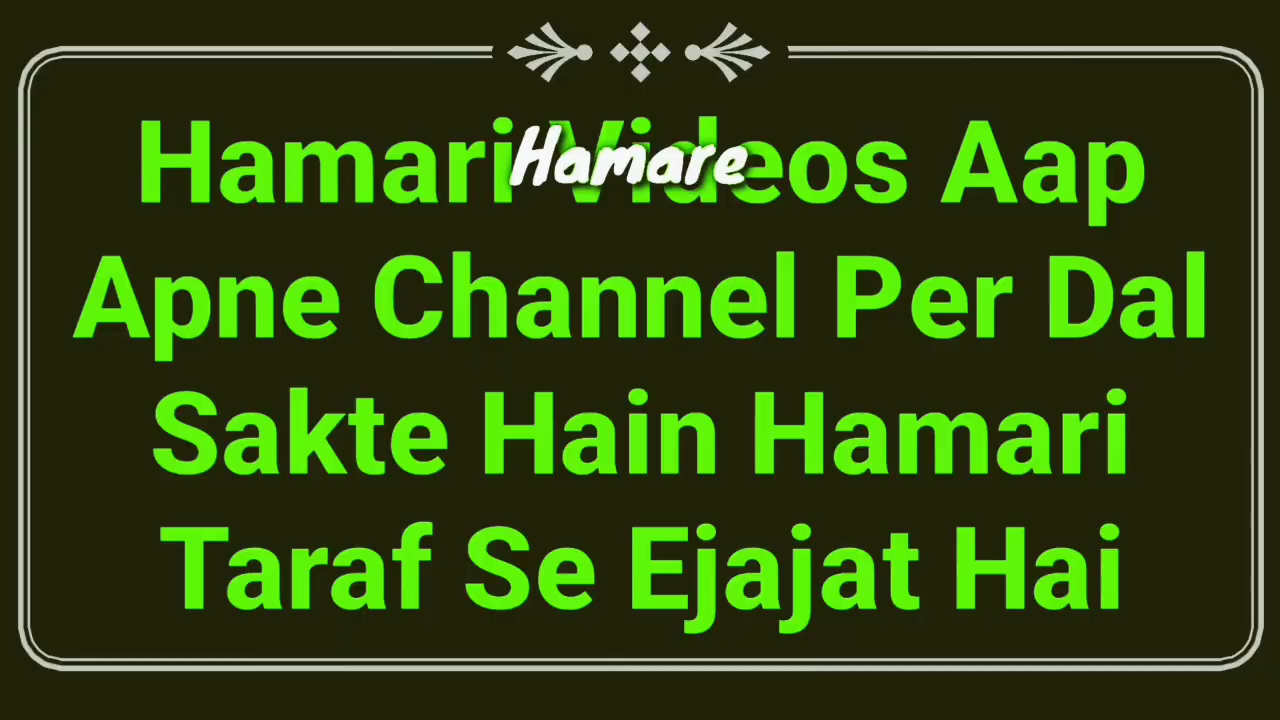 Hamari Videos Aap
Hamare
Apne Channel Per Dal
Sakte Hain Hamari
Taraf Se Ejajat Hai